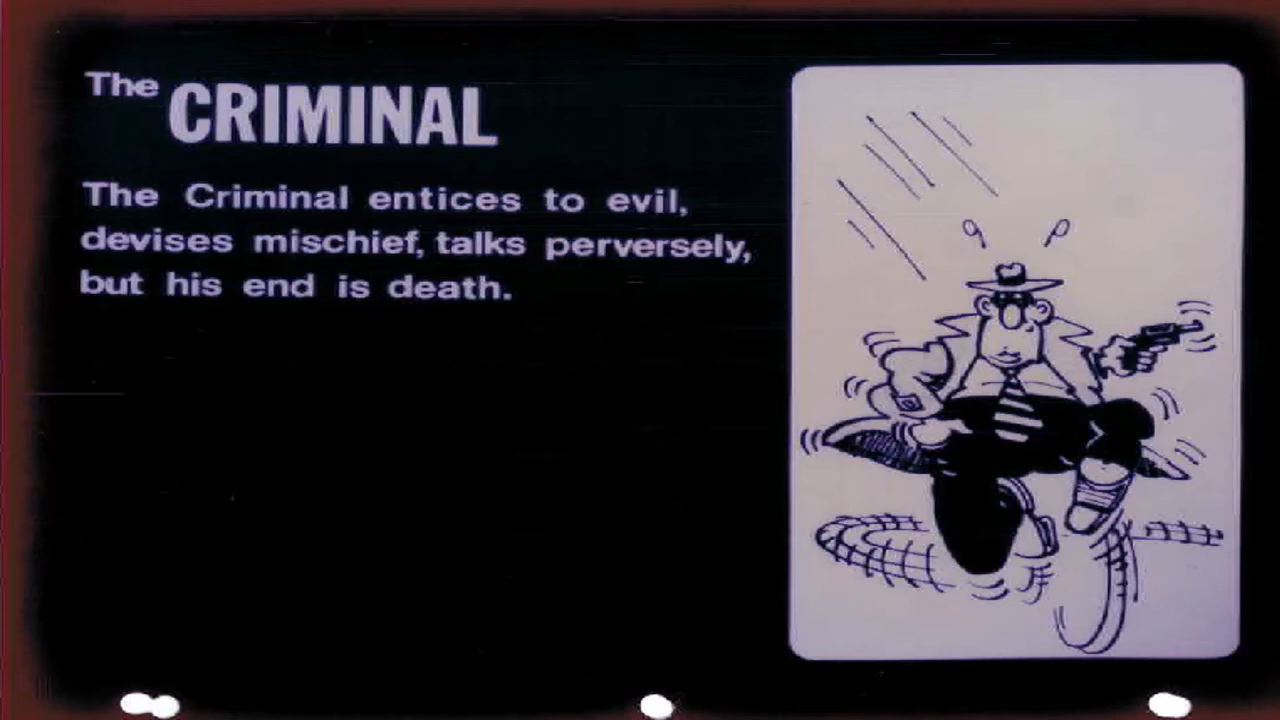 The CRIMINAL
The Criminal entices to evil,
devises mischief, talks perversely,
but his end is death.